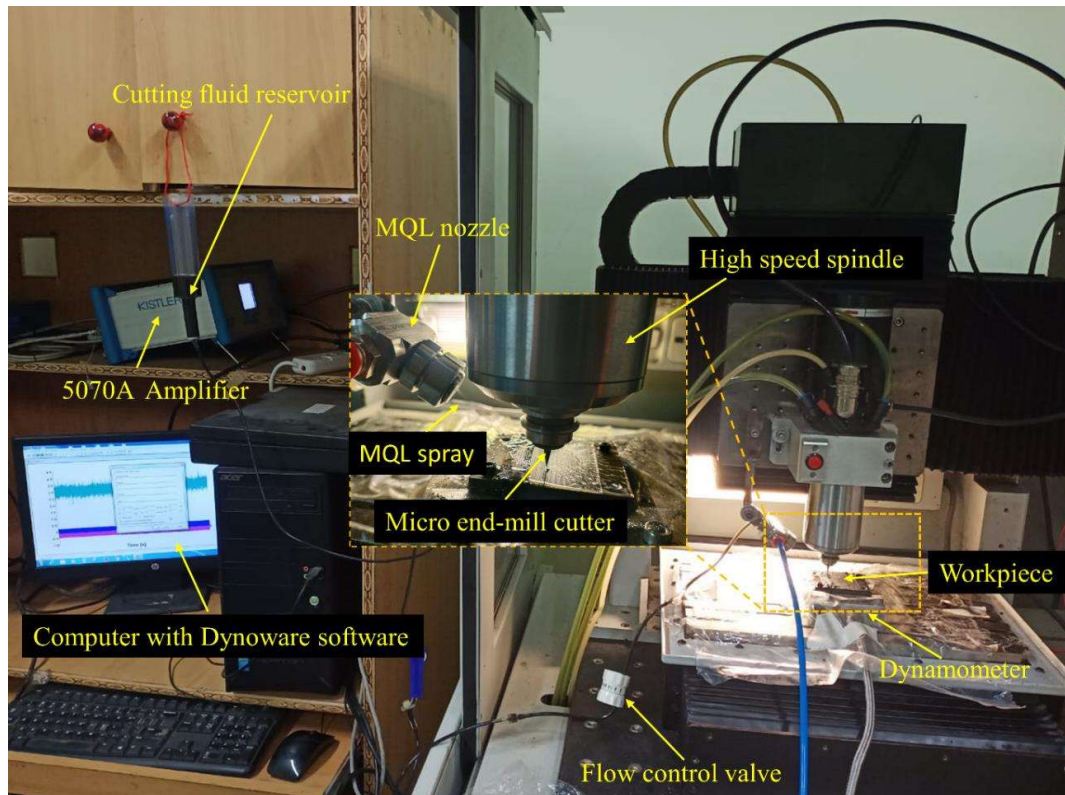 Cutting fluid reservoir
MQL nozzle
High speed spindle
KISTLER
5070A Amplifier
MQL spray
Micro end-mill cutter
acer
Workpiece
Computer with Dynoware software
Dynamometer
Flow control valve